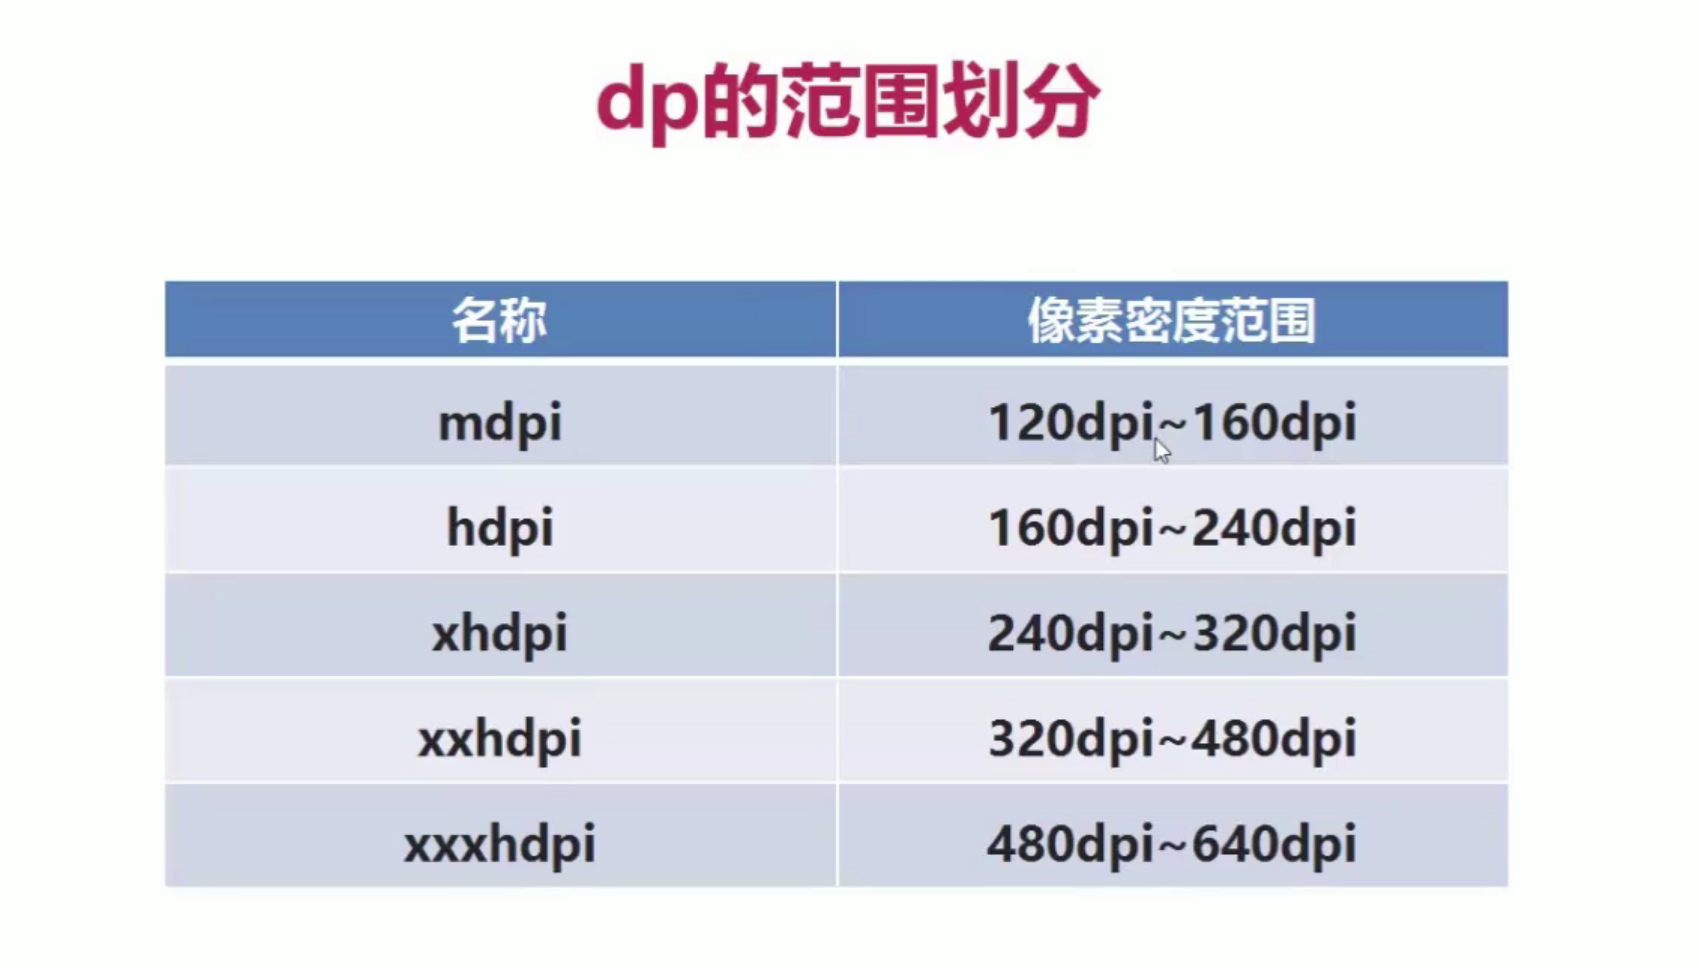 dp的范围划分
名称 像素密度范围
mdpi 120dpi~160dpi
hdpi 160dpi~240dpi
xhdpi 240dpi~320dpi
xxhdpi 320dpi~480dpi
xxxhdpi 480dpi~640dpi